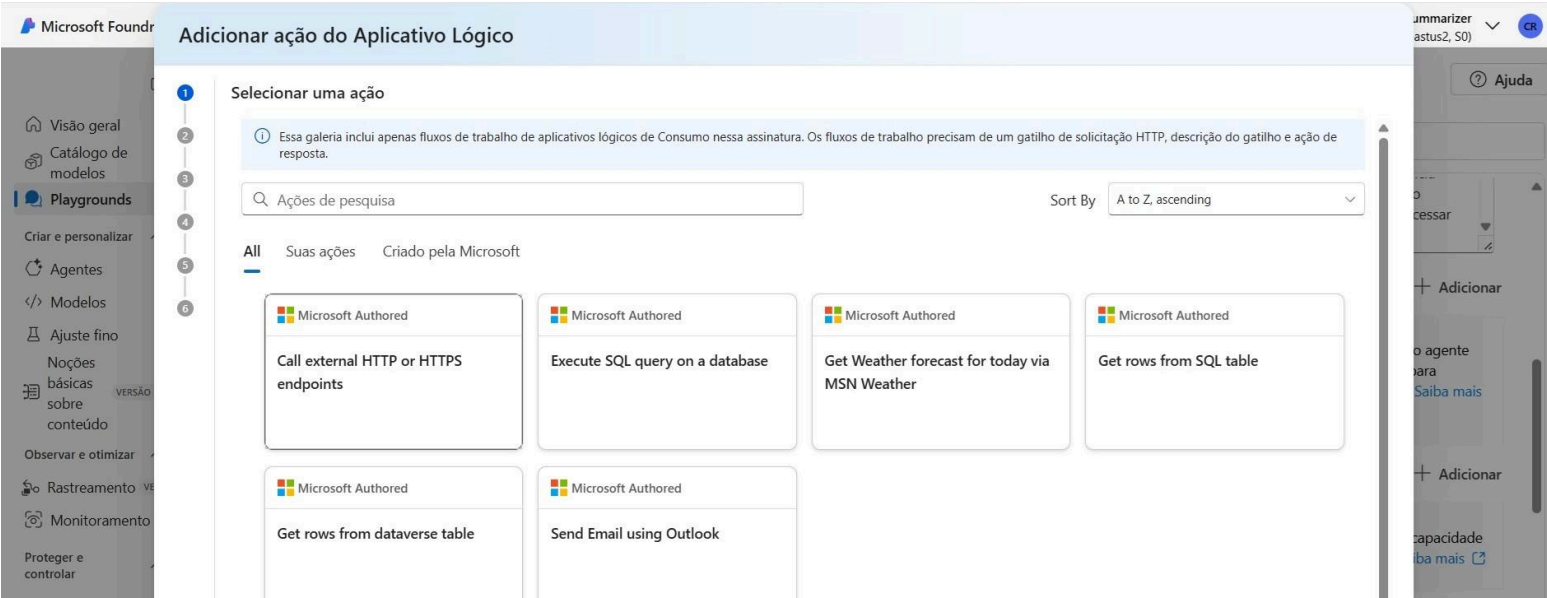 Microsoft Foundr
Adicionar ação do Aplicativo Lógico
ummarizer
astus2, S0)
CR
Ajuda
Visão geral
Catálogo de
modelos
Playgrounds
Criar e personalizar
Agentes
Modelos
Ajuste fino
Noções
básicas
sobre
conteúdo
VERSÃO
Observar e otimizar
Rastreamento VE
Monitoramento
Proteger e
controlar
1
2
3
4
5
6
Selecionar uma ação
Essa galeria inclui apenas fluxos de trabalho de aplicativos lógicos de Consumo nessa assinatura. Os fluxos de trabalho precisam de um gatilho de solicitação HTTP, descrição do gatilho e ação de
resposta.
Ações de pesquisa
Sort By
A to Z, ascending
All Suas ações Criado pela Microsoft
Microsoft Authored
Call external HTTP or HTTPS
endpoints
Microsoft Authored
Execute SQL query on a database
Microsoft Authored
Get Weather forecast for today via
MSN Weather
Microsoft Authored
Get rows from SQL table
Microsoft Authored
Get rows from dataverse table
Microsoft Authored
Send Email using Outlook
o
cessar
Adicionar
o agente
para
Saiba mais
Adicionar
capacidade
iba mais